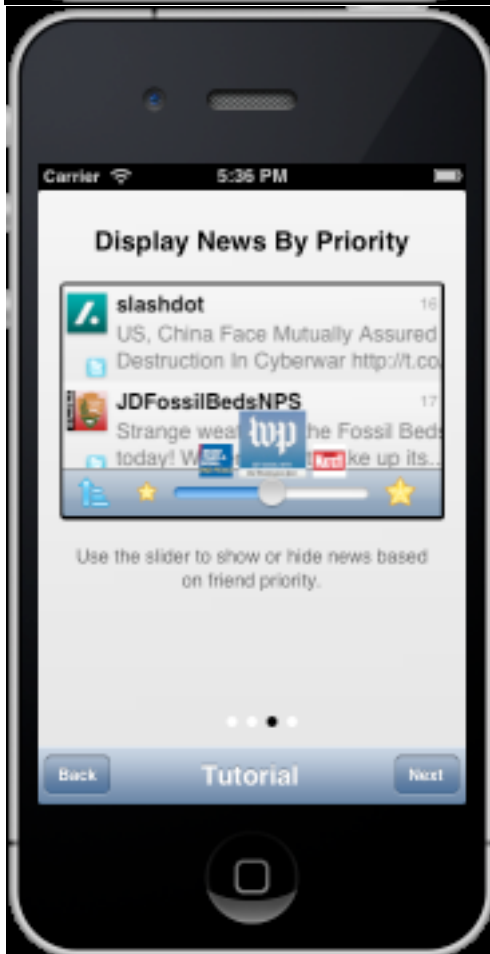 Carrier 5:36 PM
Display News By Priority
slashdot 16
US, China Face Mutually Assured
Destruction In Cyberwar http://t.co
JDFossilBedsNPS 17
Strange weat wp he Fossil Beds
today! W ke up its..
Use the slider to show or hide news based
on friend priority.
Back Tutorial Next